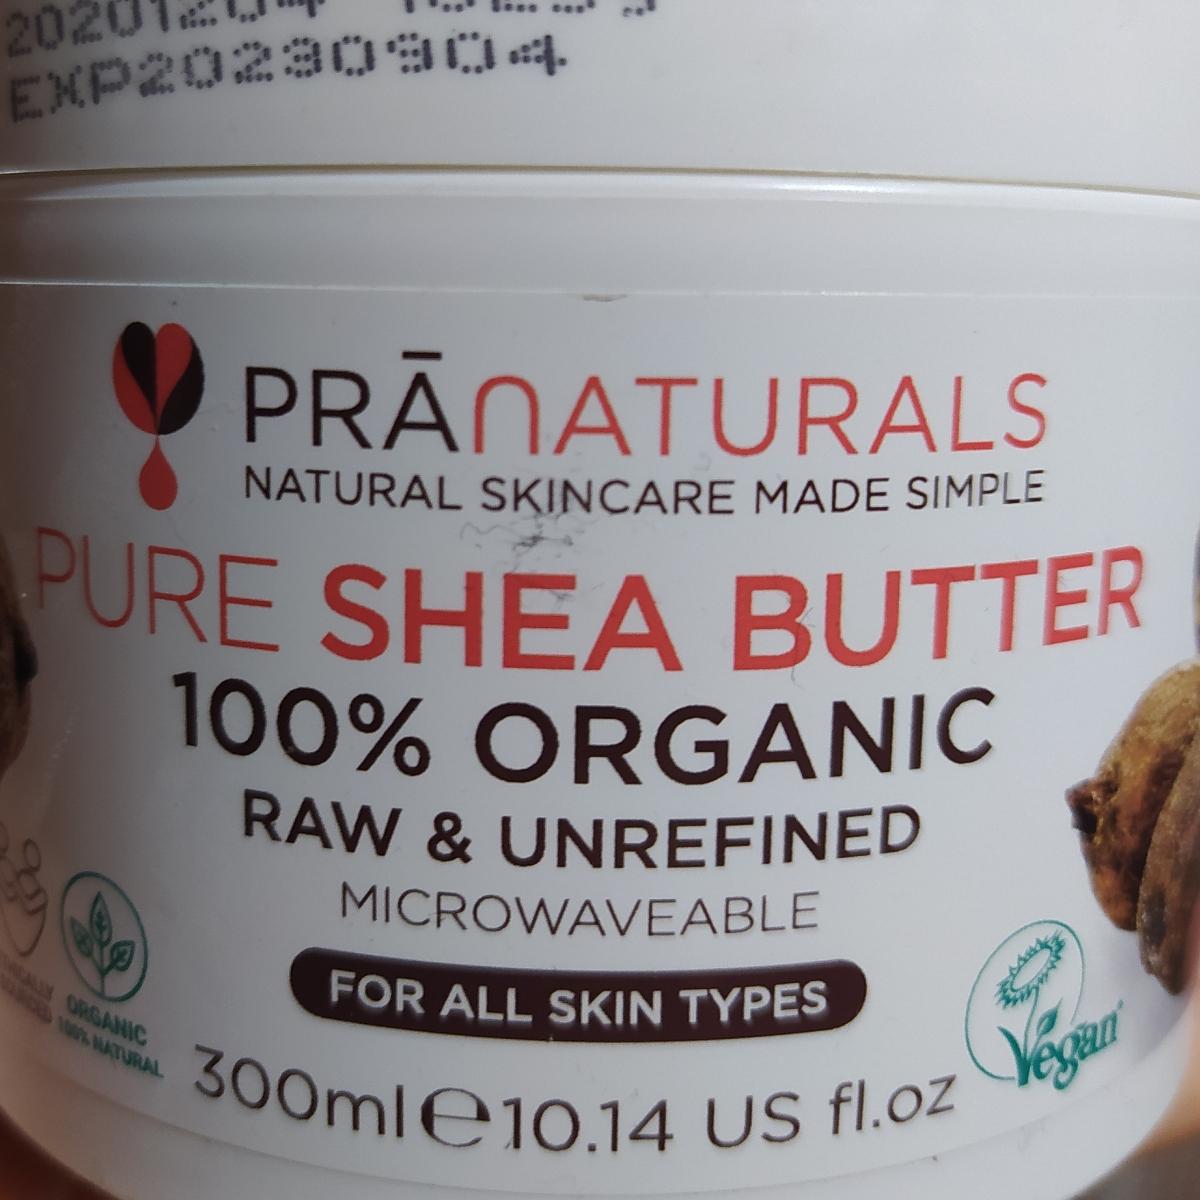 EXP20230904
PRĀNATURALS
NATURAL SKINCARE MADE SIMPLE
PURE SHEA BUTTER
100% ORGANIC
RAW & UNREFINED
MICROWAVEABLE
FOR ALL SKIN TYPES
ORGANIC
100% NATURAL
Vegan
300ml e 10.14 US fl.oz